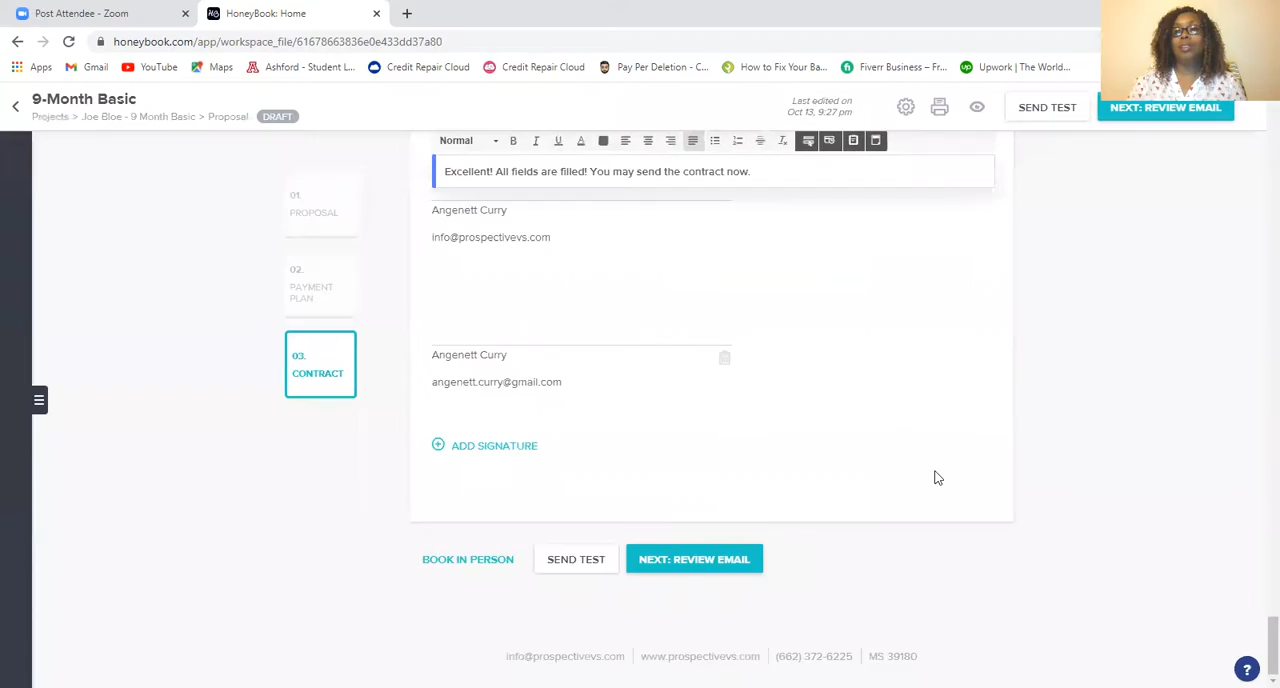 Post Attendee - Zoom
HoneyBook: Home
honeybook.com/app/workspace_file/61678663836e0e433dd37a80
Apps Gmail YouTube Maps Ashford - Student L... Credit Repair Cloud Credit Repair Cloud Pay Per Deletion - C... How to Fix Your Ba... Fiverr Business – Fr... Upwork | The World...
9-Month Basic
Projects > Joe Bloe - 9 Month Basic > Proposal DRAFT
Last edited on
Oct 13, 9:27 pm
SEND TEST
NEXT: REVIEW EMAIL
Normal B I U A
Excellent! All fields are filled! You may send the contract now.
01.
PROPOSAL
02.
PAYMENT
PLAN
03.
CONTRACT
Angenett Curry
info@prospectivevs.com
Angenett Curry
angenett.curry@gmail.com
ADD SIGNATURE
BOOK IN PERSON SEND TEST NEXT: REVIEW EMAIL
info@prospectivevs.com www.prospectivevs.com (662) 372-6225 MS 39180
?